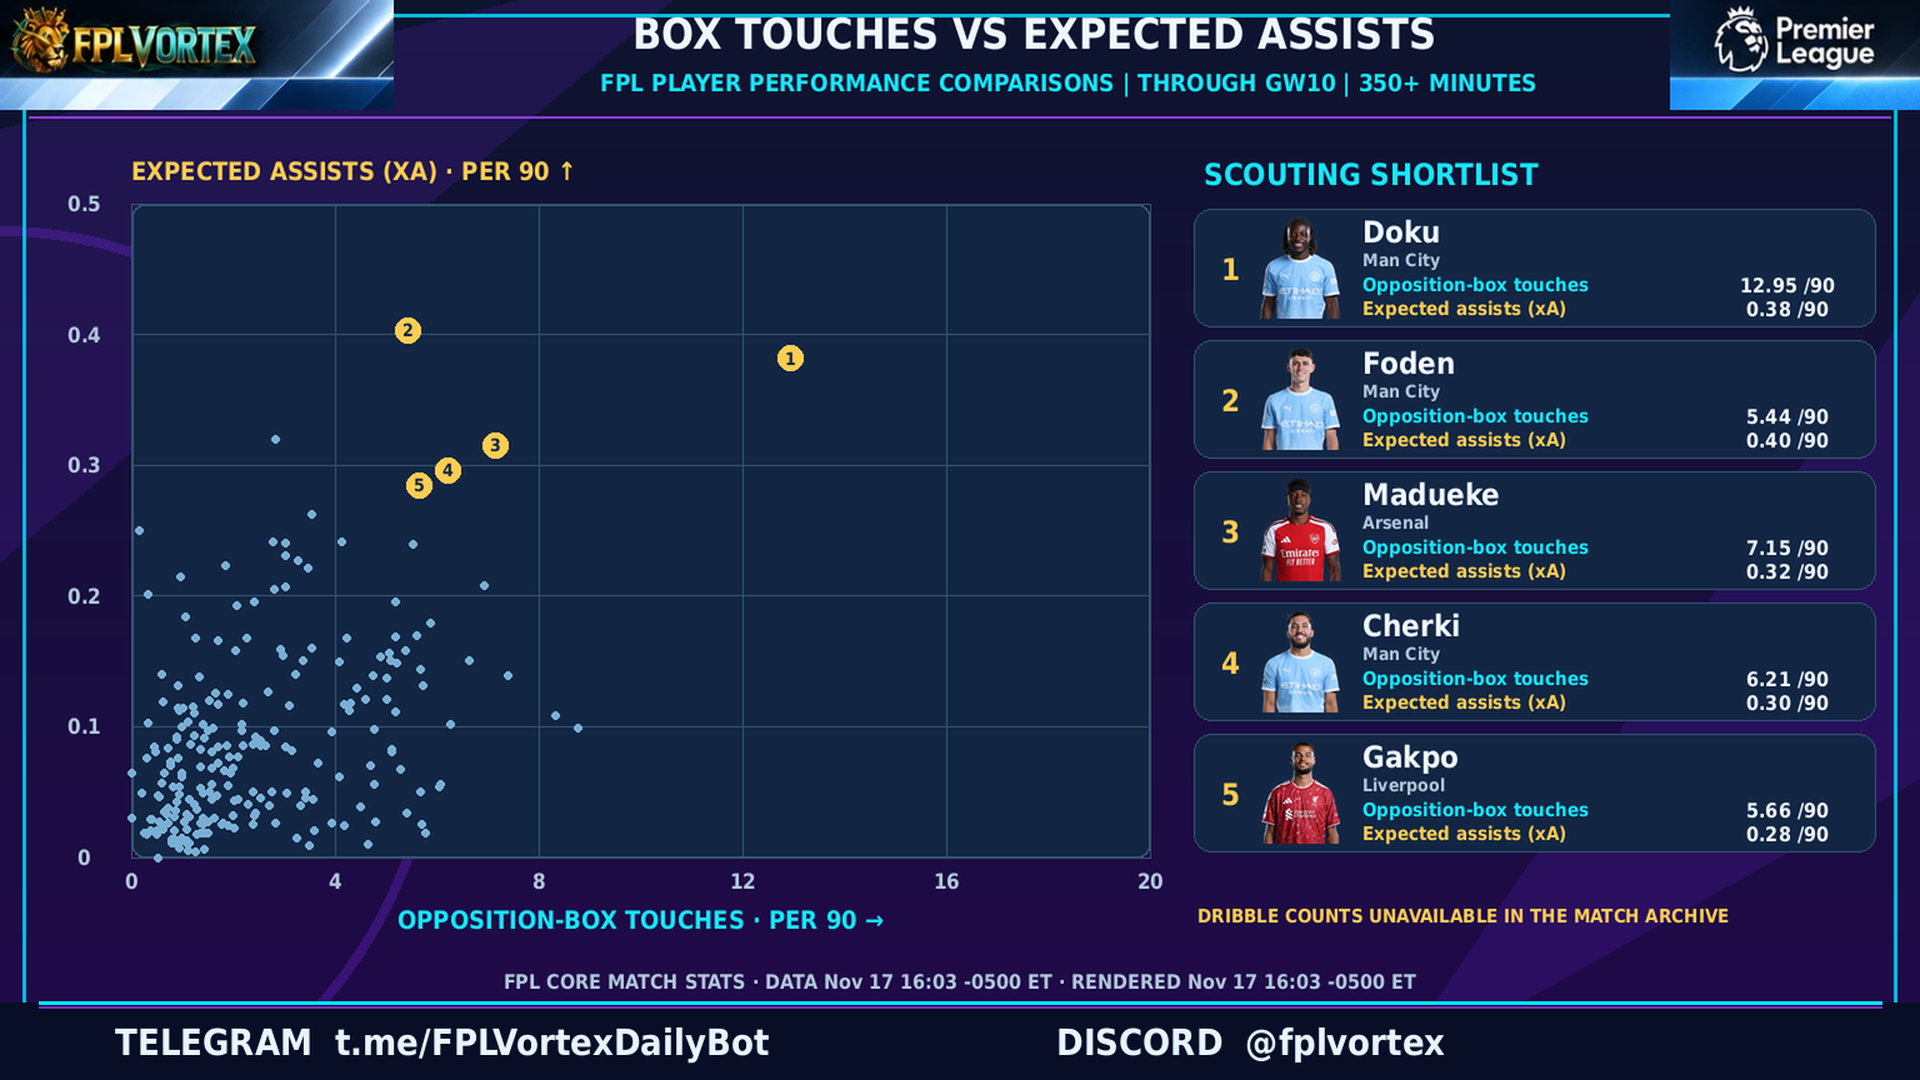 FPLVORTEX
BOX TOUCHES VS EXPECTED ASSISTS
FPL PLAYER PERFORMANCE COMPARISONS | THROUGH GW10 | 350+ MINUTES
Premier
League
EXPECTED ASSISTS (XA) · PER 90 ↑
0.5
0.4
0.3
0.2
0.1
0
0 4 8 12 16 20
2
1
3
4
5
OPPOSITION-BOX TOUCHES · PER 90 →
SCOUTING SHORTLIST
1
Doku
Man City
Opposition-box touches 12.95 /90
Expected assists (xA) 0.38 /90
2
Foden
Man City
Opposition-box touches 5.44 /90
Expected assists (xA) 0.40 /90
3
Emirates
FLY BETTER
Madueke
Arsenal
Opposition-box touches 7.15 /90
Expected assists (xA) 0.32 /90
4
Cherki
Man City
Opposition-box touches 6.21 /90
Expected assists (xA) 0.30 /90
5
Gakpo
Liverpool
Opposition-box touches 5.66 /90
Expected assists (xA) 0.28 /90
DRIBBLE COUNTS UNAVAILABLE IN THE MATCH ARCHIVE
FPL CORE MATCH STATS · DATA Nov 17 16:03 -0500 ET · RENDERED Nov 17 16:03 -0500 ET
TELEGRAM t.me/FPLVortexDailyBot
DISCORD @fplvortex